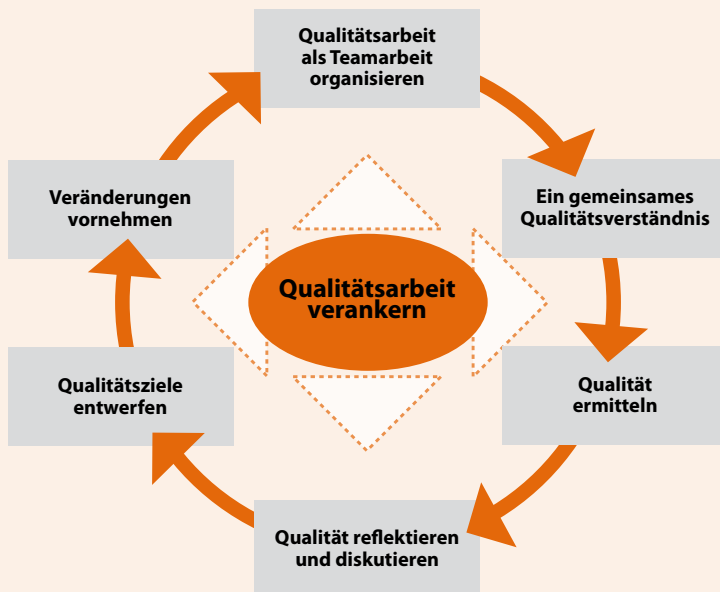 Qualitätsarbeit
als Teamarbeit
organisieren
Ein gemeinsames
Qualitätsverständnis
Qualität
ermitteln
Qualität reflektieren
und diskutieren
Qualitätsziele
entwerfen
Veränderungen
vornehmen
Qualitätsarbeit
verankern